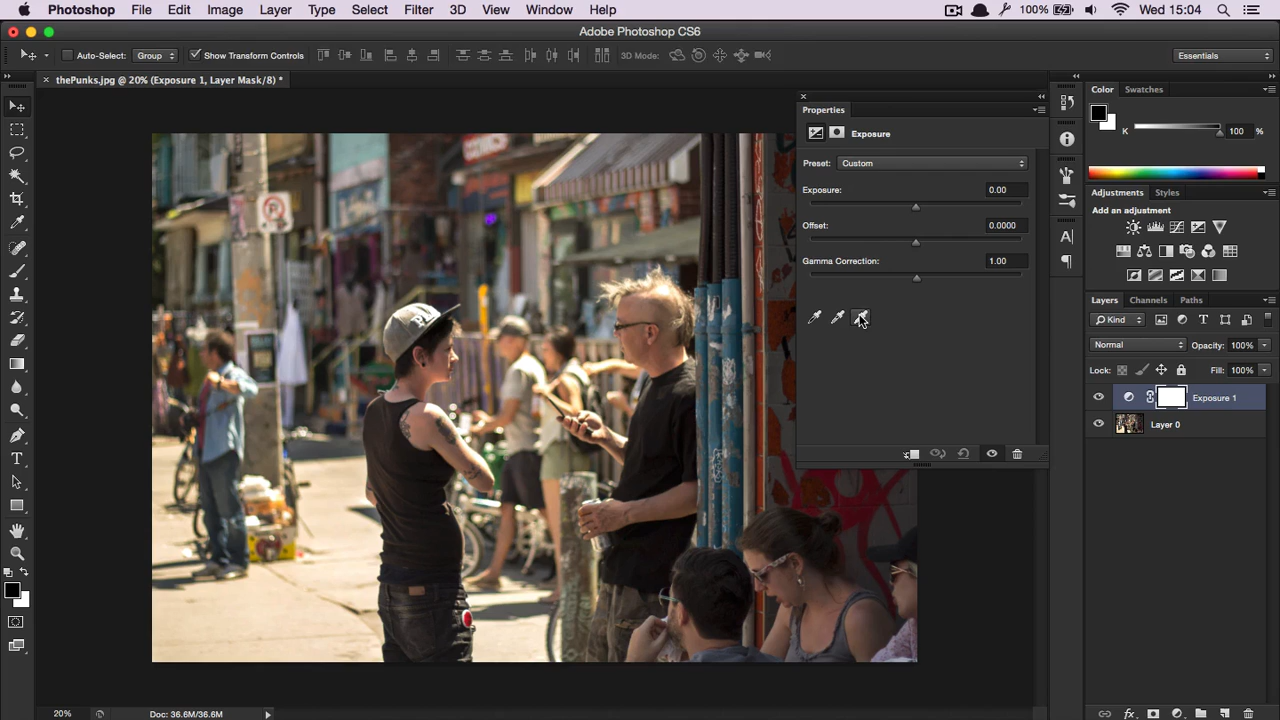 Photoshop File Edit Image Layer Type Select Filter 3D View Window Help 100% Wed 15:04
Adobe Photoshop CS6
Auto-Select: Group Show Transform Controls 3D Mode: Essentials
× thePunks.jpg @ 20% (Exposure 1, Layer Mask/8) *
Properties
Exposure
Preset: Custom
Exposure: 0.00
Offset: 0.0000
Gamma Correction: 1.00
Color Swatches
K 100 %
Adjustments Styles
Add an adjustment
Layers Channels Paths
Kind
Normal Opacity: 100%
Lock: Fill: 100%
Exposure 1
Layer 0
20% Doc: 36.6M/36.6M